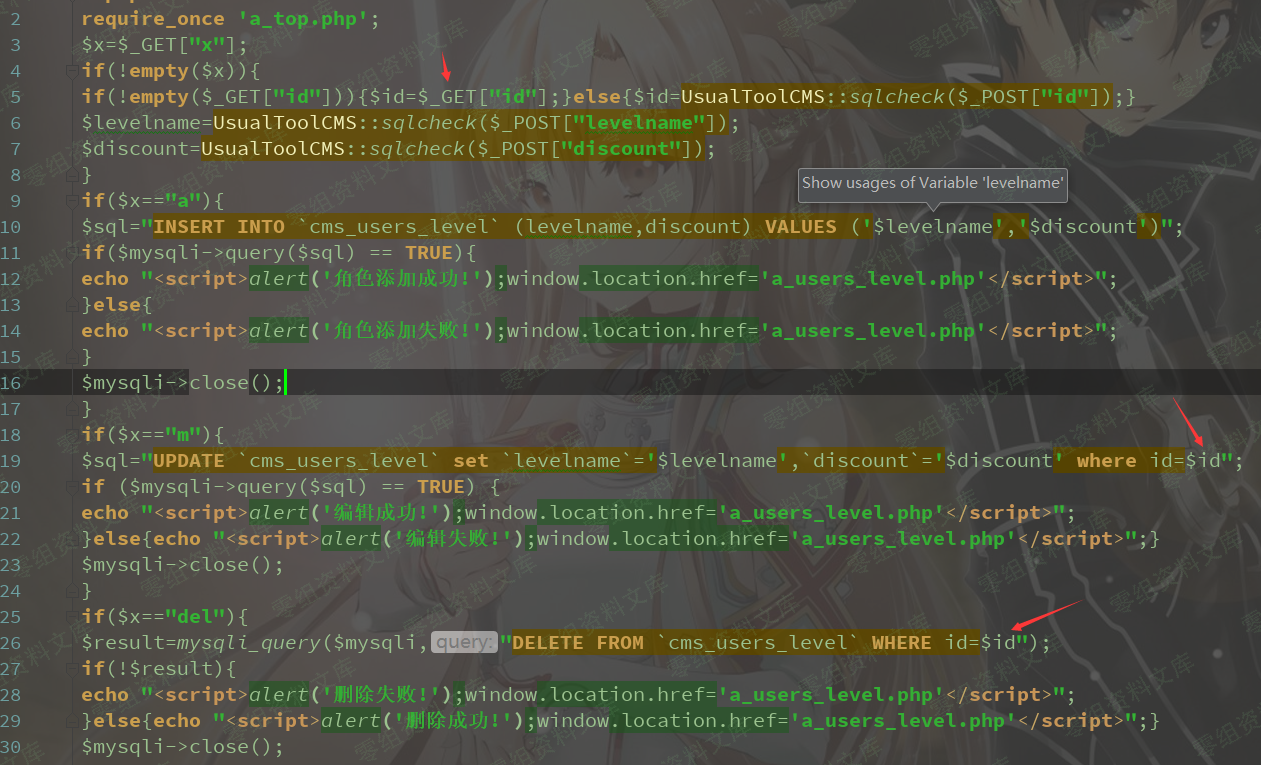 2 require_once 'a_top.php';
3 $x=$_GET["x"];
4 if(!empty($x)){
5 if(!empty($_GET["id"])){$id=$_GET["id"];}else{$id=UsualToolCMS::sqlcheck($_POST["id"]);}
6 $levelname=UsualToolCMS::sqlcheck($_POST["levelname"]);
7 $discount=UsualToolCMS::sqlcheck($_POST["discount"]);
8 }
Show usages of Variable 'levelname'
9 if($x=="a"){
10 $sql="INSERT INTO `cms_users_level` (levelname,discount) VALUES ('$levelname','$discount')";
11 if($mysqli->query($sql) == TRUE){
12 echo "<script>alert('角色添加成功!');window.location.href='a_users_level.php'</script>";
13 }else{
14 echo "<script>alert('角色添加失败!');window.location.href='a_users_level.php'</script>";
15 }
16 $mysqli->close();
17 }
18 if($x=="m"){
19 $sql="UPDATE `cms_users_level` set `levelname`='$levelname',`discount`='$discount' where id=$id";
20 if ($mysqli->query($sql) == TRUE) {
21 echo "<script>alert('编辑成功!');window.location.href='a_users_level.php'</script>";
22 }else{echo "<script>alert('编辑失败!');window.location.href='a_users_level.php'</script>";}
23 $mysqli->close();
24 }
25 if($x=="del"){
26 $result=mysqli_query($mysqli, query: "DELETE FROM `cms_users_level` WHERE id=$id");
27 if(!$result){
28 echo "<script>alert('删除失败!');window.location.href='a_users_level.php'</script>";
29 }else{echo "<script>alert('删除成功!');window.location.href='a_users_level.php'</script>";}
30 $mysqli->close();
零组资料文库